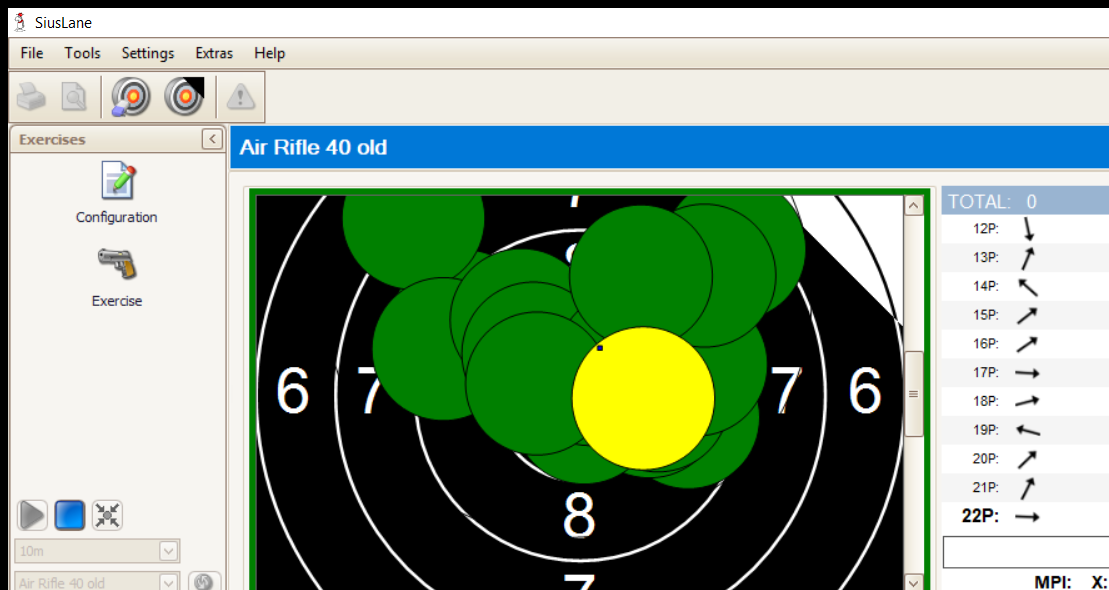 SiusLane
File Tools Settings Extras Help
Exercises
Air Rifle 40 old
Configuration
Exercise
10m
Air Rifle 40 old
7
6 7 7 6
8
7
TOTAL: 0
12P:
13P:
14P:
15P:
16P:
17P:
18P:
19P:
20P:
21P:
22P:
MPI: X: